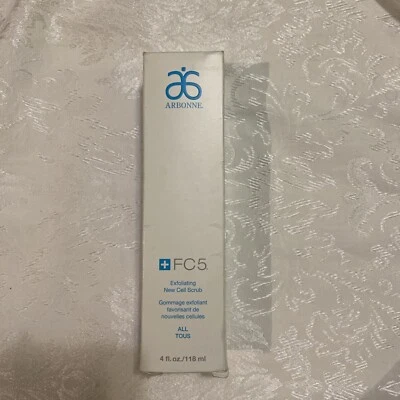 ARBONNE
FC5
Exfoliating
New Cell Scrub
Gommage exfoliant
favorisant de
nouvelles cellules
ALL
TOUS
4 fl. oz./118 ml